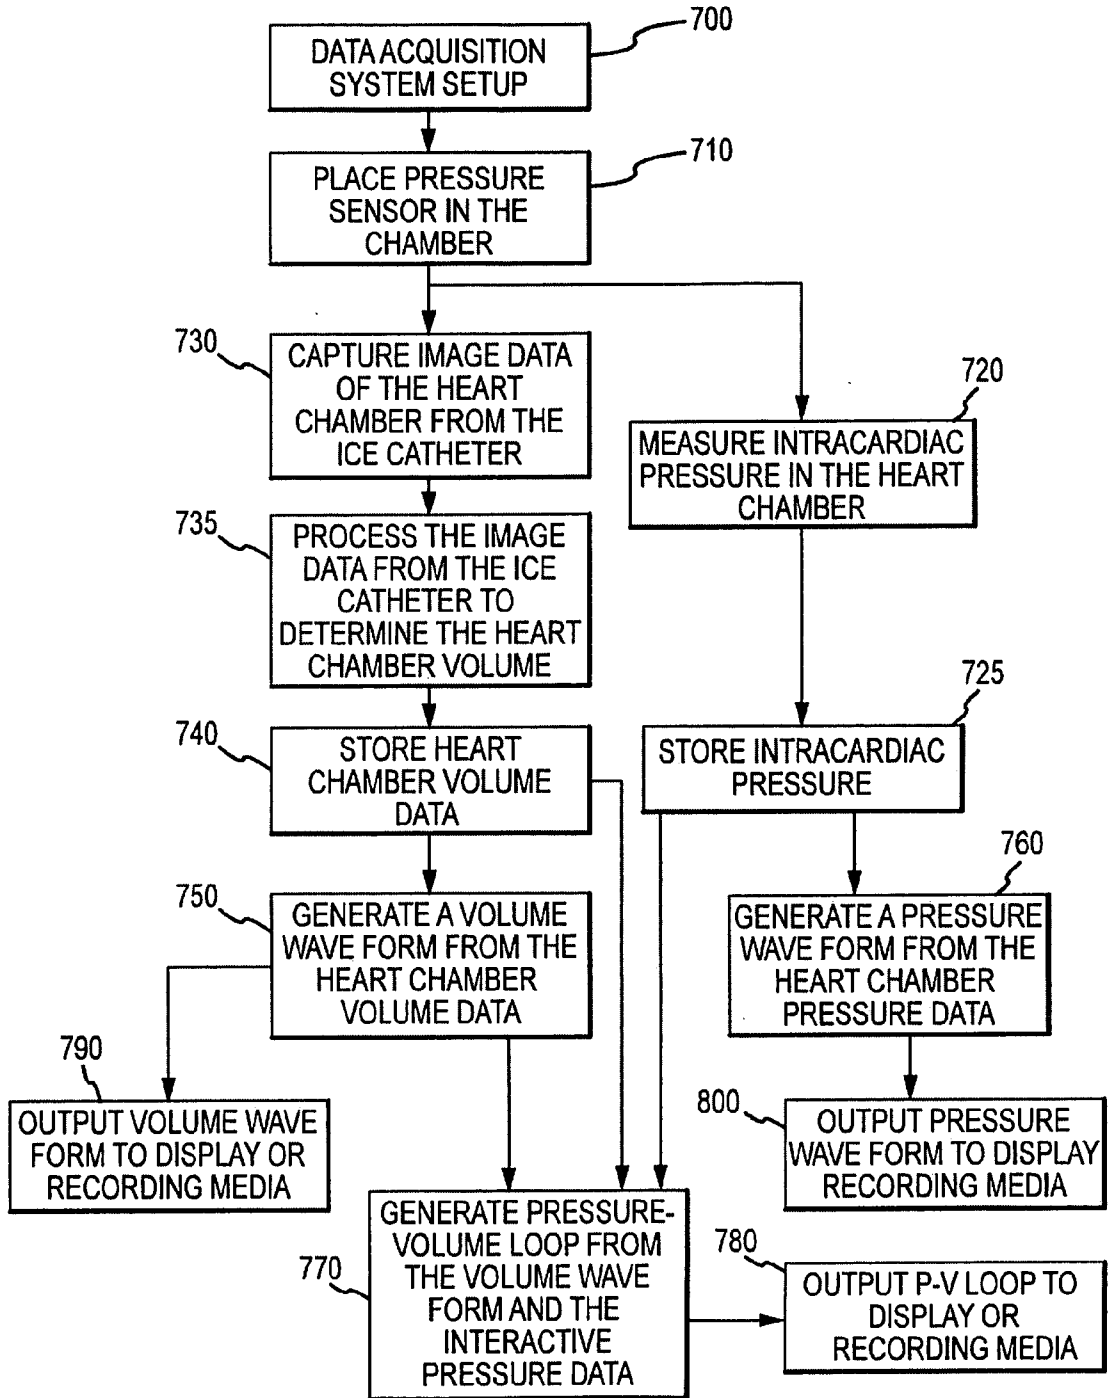 700
DATA ACQUISITION
SYSTEM SETUP
710
PLACE PRESSURE
SENSOR IN THE
CHAMBER
730
CAPTURE IMAGE DATA
OF THE HEART
CHAMBER FROM THE
ICE CATHETER
720
MEASURE INTRACARDIAC
PRESSURE IN THE HEART
CHAMBER
735
PROCESS THE IMAGE
DATA FROM THE ICE
CATHETER TO
DETERMINE THE HEART
CHAMBER VOLUME
725
STORE INTRACARDIAC
PRESSURE
740
STORE HEART
CHAMBER VOLUME
DATA
750
GENERATE A VOLUME
WAVE FORM FROM THE
HEART CHAMBER
VOLUME DATA
760
GENERATE A PRESSURE
WAVE FORM FROM THE
HEART CHAMBER
PRESSURE DATA
790
OUTPUT VOLUME WAVE
FORM TO DISPLAY OR
RECORDING MEDIA
800
OUTPUT PRESSURE
WAVE FORM TO DISPLAY
RECORDING MEDIA
770
GENERATE PRESSURE-
VOLUME LOOP FROM
THE VOLUME WAVE
FORM AND THE
INTERACTIVE
PRESSURE DATA
780
OUTPUT P-V LOOP TO
DISPLAY OR
RECORDING MEDIA